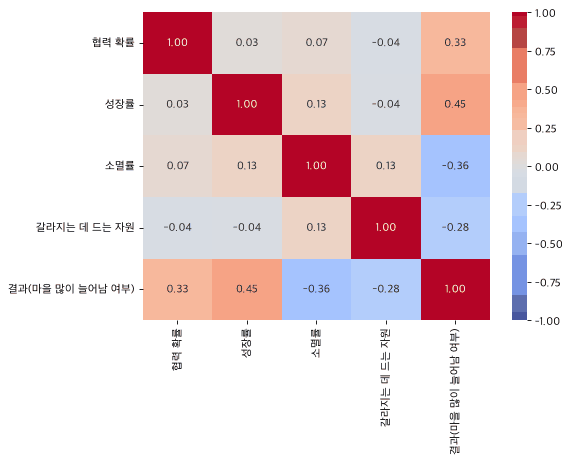 협력 확률 1.00 0.03 0.07 -0.04 0.33
성장률 0.03 1.00 0.13 -0.04 0.45
소멸률 0.07 0.13 1.00 0.13 -0.36
갈라지는 데 드는 자원 -0.04 -0.04 0.13 1.00 -0.28
결과(마을 많이 늘어남 여부) 0.33 0.45 -0.36 -0.28 1.00
협력 확률
성장률
소멸률
갈라지는 데 드는 자원
결과(마을 많이 늘어남 여부)
1.00
0.75
0.50
0.25
0.00
-0.25
-0.50
-0.75
-1.00